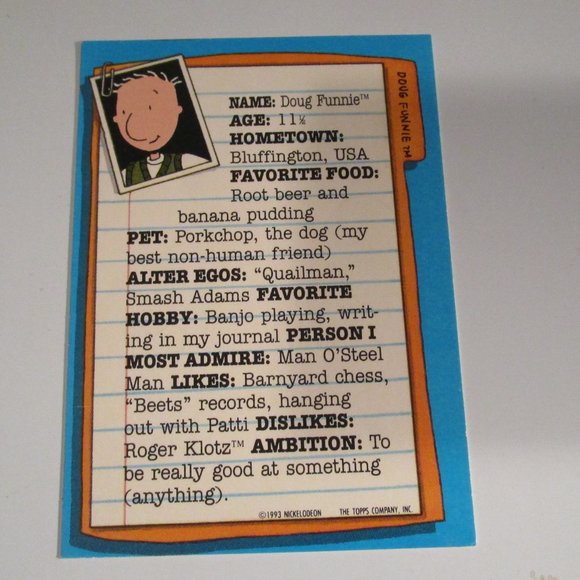 DOUG FUNNIE™
NAME: Doug Funnie™
AGE: 11½
HOMETOWN:
Bluffington, USA
FAVORITE FOOD:
Root beer and
banana pudding
PET: Porkchop, the dog (my
best non-human friend)
ALTER EGOS: “Quailman,”
Smash Adams FAVORITE
HOBBY: Banjo playing, writ-
ing in my journal PERSON I
MOST ADMIRE: Man O’Steel
Man LIKES: Barnyard chess,
“Beets” records, hanging
out with Patti DISLIKES:
Roger Klotz™ AMBITION: To
be really good at something
(anything).
©1993 NICKELODEON THE TOPPS COMPANY, INC.